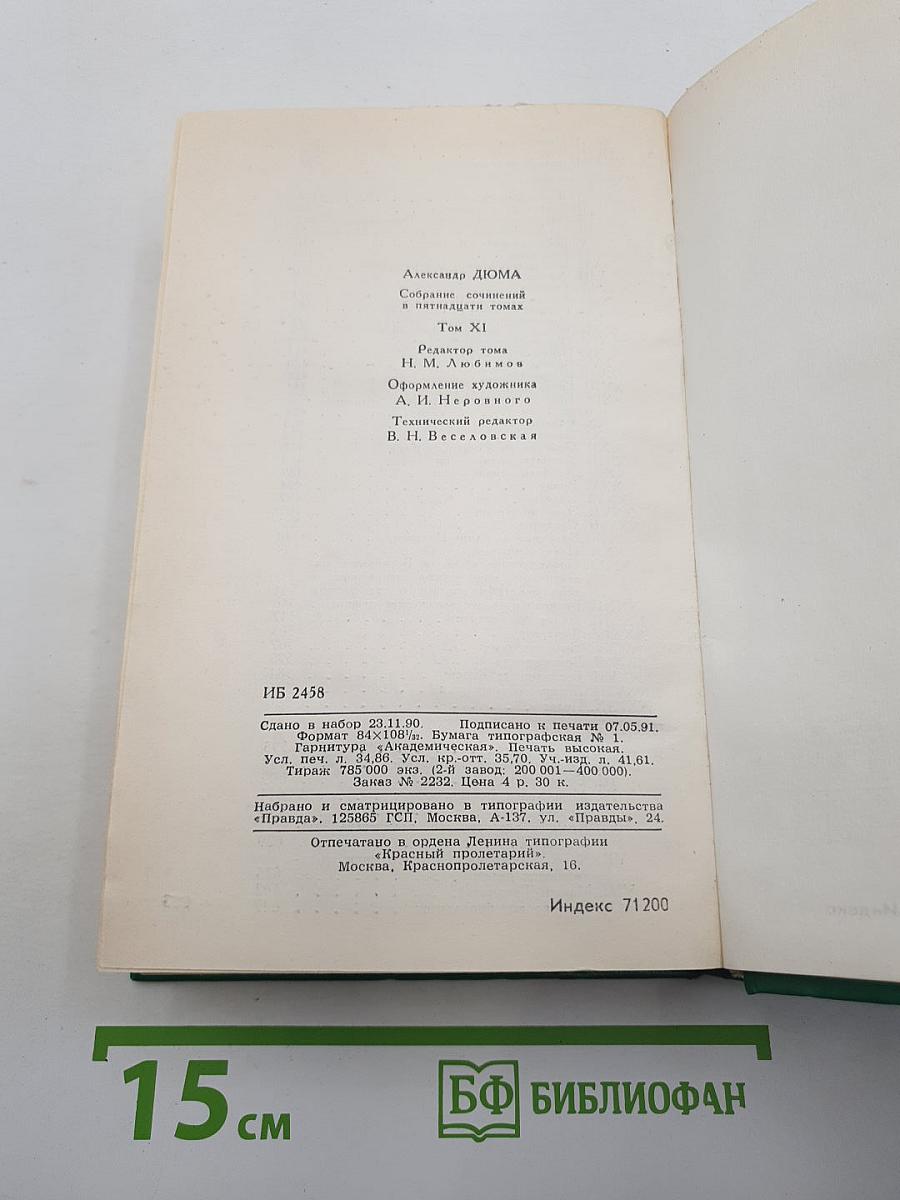 Александр ДЮМА
Собрание сочинений
в пятнадцати томах
Том XI
Редактор тома
Н. М. Любимов
Оформление художника
А. И. Неровного
Технический редактор
В. Н. Веселовская
ИБ 2458
Сдано в набор 23.11.90. Подписано к печати 07.05.91.
Формат 84×108¹/₃₂. Бумага типографская № 1.
Гарнитура «Академическая». Печать высокая.
Усл. печ. л. 34,86. Усл. кр.-отт. 35,70. Уч.-изд. л. 41,61.
Тираж 785 000 экз. (2-й завод: 200 001—400 000).
Заказ № 2232. Цена 4 р. 30 к.
Набрано и сматрицировано в типографии издательства
«Правда». 125865 ГСП, Москва, А-137, ул. «Правды», 24.
Отпечатано в ордена Ленина типографии
«Красный пролетарий».
Москва, Краснопролетарская, 16.
Индекс 71200
Индекс
15 см
БФ БИБЛИОФАН